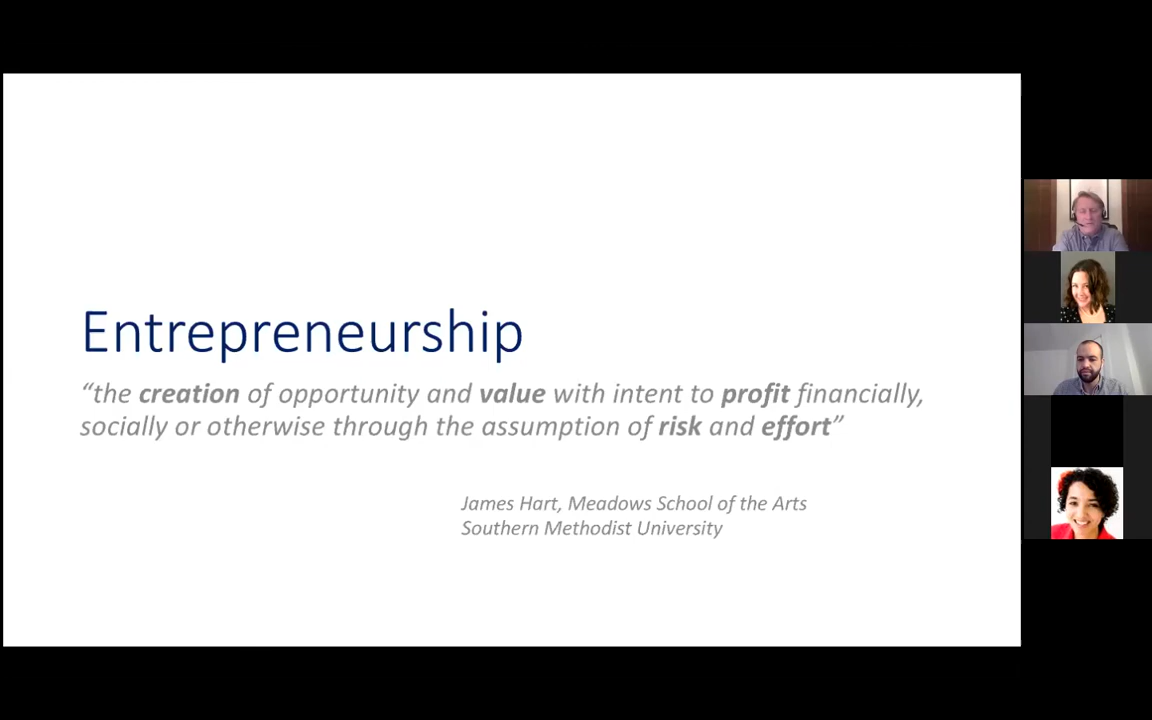 Entrepreneurship
“the creation of opportunity and value with intent to profit financially,
socially or otherwise through the assumption of risk and effort”
James Hart, Meadows School of the Arts
Southern Methodist University